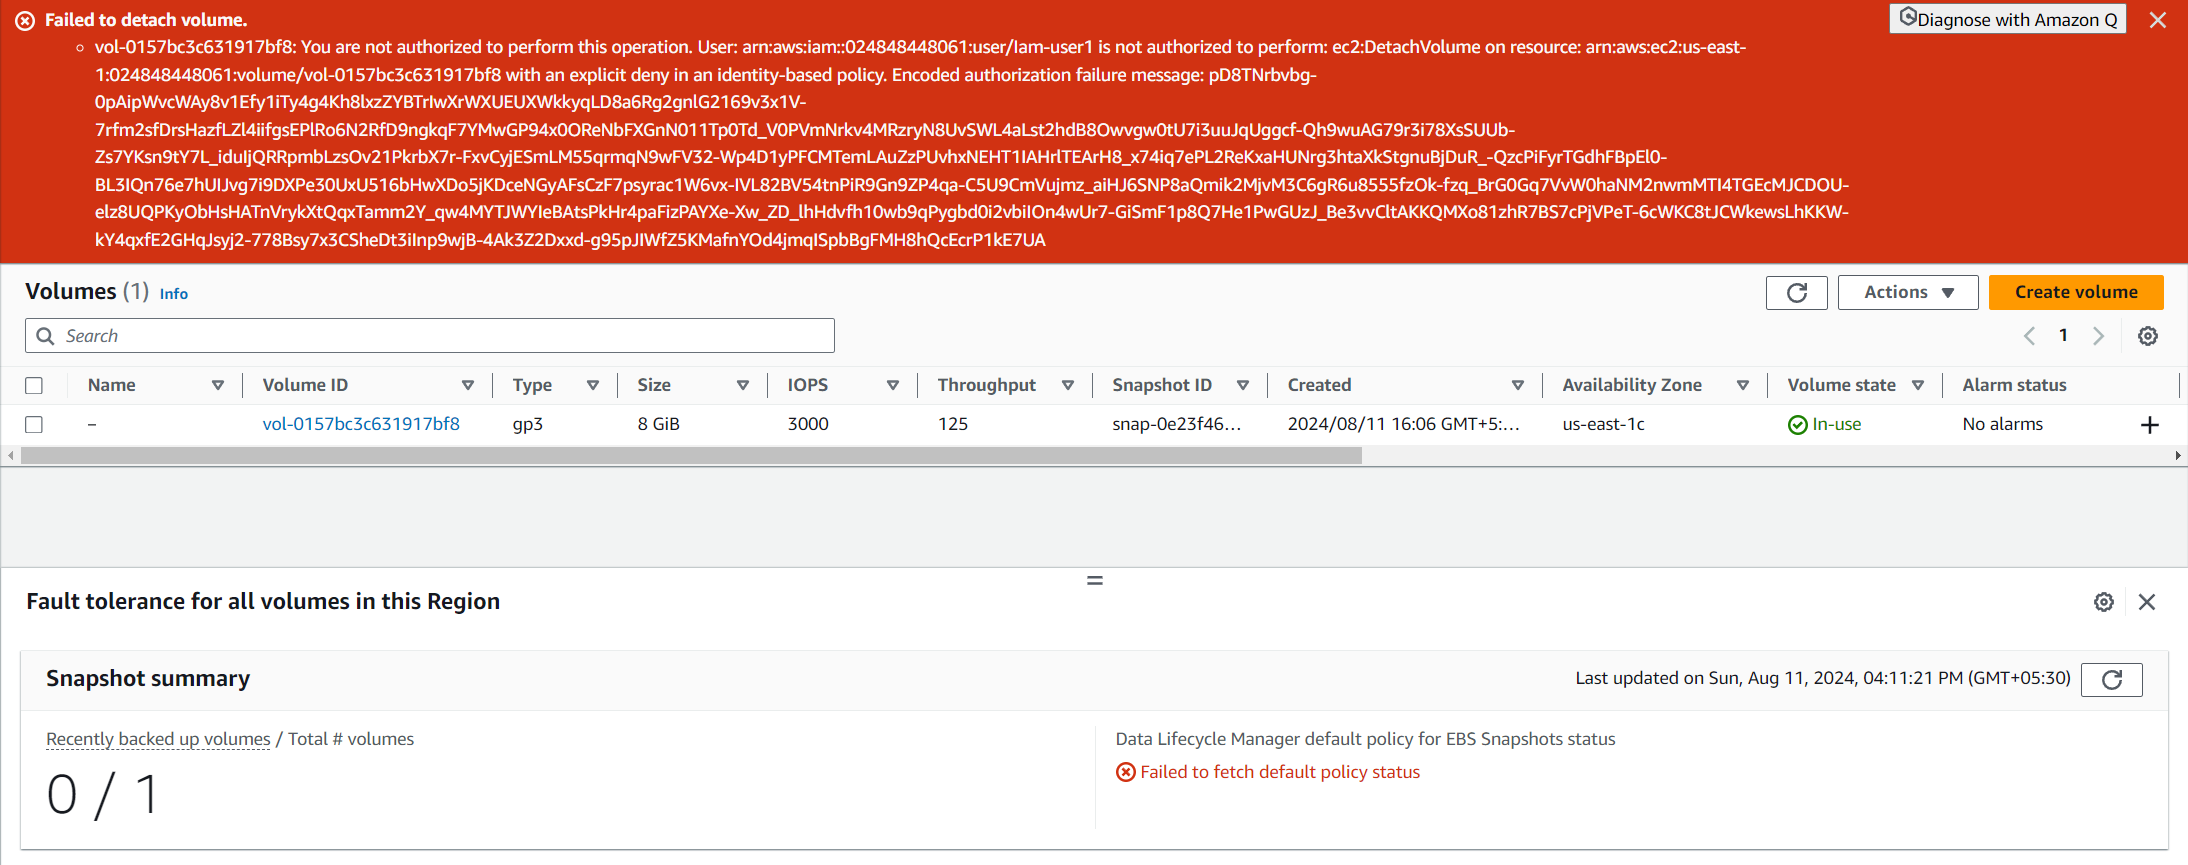 Failed to detach volume.
Diagnose with Amazon Q
vol-0157bc3c631917bf8: You are not authorized to perform this operation. User: arn:aws:iam::024848448061:user/Iam-user1 is not authorized to perform: ec2:DetachVolume on resource: arn:aws:ec2:us-east-
1:024848448061:volume/vol-0157bc3c631917bf8 with an explicit deny in an identity-based policy. Encoded authorization failure message: pD8TNrbvbg-
0pAipWvcWAy8v1Efy1iTy4g4Kh8lxzZYBTrIwXrWXUEUXWkkyqLD8a6Rg2gnlG2169v3x1V-
7rfm2sfDrsHazfLZl4iifgsEPlRo6N2RfD9ngkqF7YMwGP94x0OReNbFXGnN011Tp0Td_V0PVmNrkv4MRzryN8UvSWL4aLst2hdB8Owvgw0tU7i3uuJqUggcf-Qh9wuAG79r3i78XsSUUb-
Zs7YKsn9tY7L_iduIjQRRpmbLzsOv21PkrbX7r-FxvCyjESmLM55qrmqN9wFV32-Wp4D1yPFCMTemLAuZzPUvhxNEHT1IAHrlTEArH8_x74iq7ePL2ReKxaHUNrg3htaXkStgnuBjDuR_-QzcPiFyrTGdhFBpEl0-
BL3IQn76e7hUIJvg7i9DXPe30UxU516bHwXDo5jKDceNGyAFsCzF7psyrac1W6vx-IVL82BV54tnPiR9Gn9ZP4qa-C5U9CmVujmz_aiHJ6SNP8aQmik2MjvM3C6gR6u8555fzOk-fzq_BrG0Gq7VvW0haNM2nwmMTI4TGEcMJCDOU-
elz8UQPKyObHsHATnVrykXtQqxTamm2Y_qw4MYTJWYIeBAtsPkHr4paFizPAYXe-Xw_ZD_lhHdvfh10wb9qPygbd0i2vbiIOn4wUr7-GiSmF1p8Q7He1PwGUzJ_Be3vvCltAKKQMXo81zhR7BS7cPjVPeT-6cWKC8tJCWkewsLhKKW-
kY4qxfE2GHqJsyj2-778Bsy7x3CSheDt3iInp9wjB-4Ak3Z2Dxxd-g95pJIWfZ5KMafnYOd4jmqISpbBgFMH8hQcEcrP1kE7UA
Volumes (1) Info
Actions
Create volume
Search
1
Name Volume ID Type Size IOPS Throughput Snapshot ID Created Availability Zone Volume state Alarm status
– vol-0157bc3c631917bf8 gp3 8 GiB 3000 125 snap-0e23f46... 2024/08/11 16:06 GMT+5:... us-east-1c In-use No alarms
Fault tolerance for all volumes in this Region
Snapshot summary
Last updated on Sun, Aug 11, 2024, 04:11:21 PM (GMT+05:30)
Recently backed up volumes / Total # volumes
0 / 1
Data Lifecycle Manager default policy for EBS Snapshots status
Failed to fetch default policy status